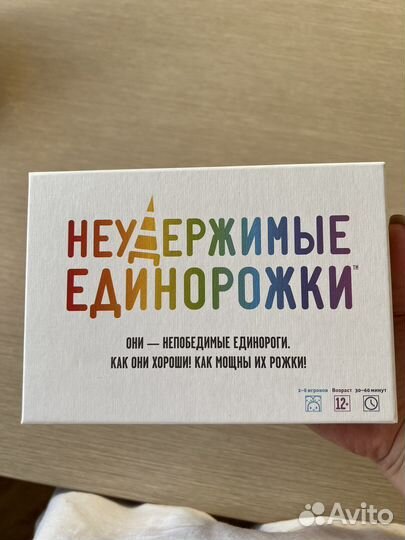 НЕУДЕРЖИМЫЕ
ЕДИНОРОЖКИ™
ОНИ — НЕПОБЕДИМЫЕ ЕДИНОРОГИ.
КАК ОНИ ХОРОШИ! КАК МОЩНЫ ИХ РОЖКИ!
2–6 игроков Возраст 30–60 минут
12+
Avito